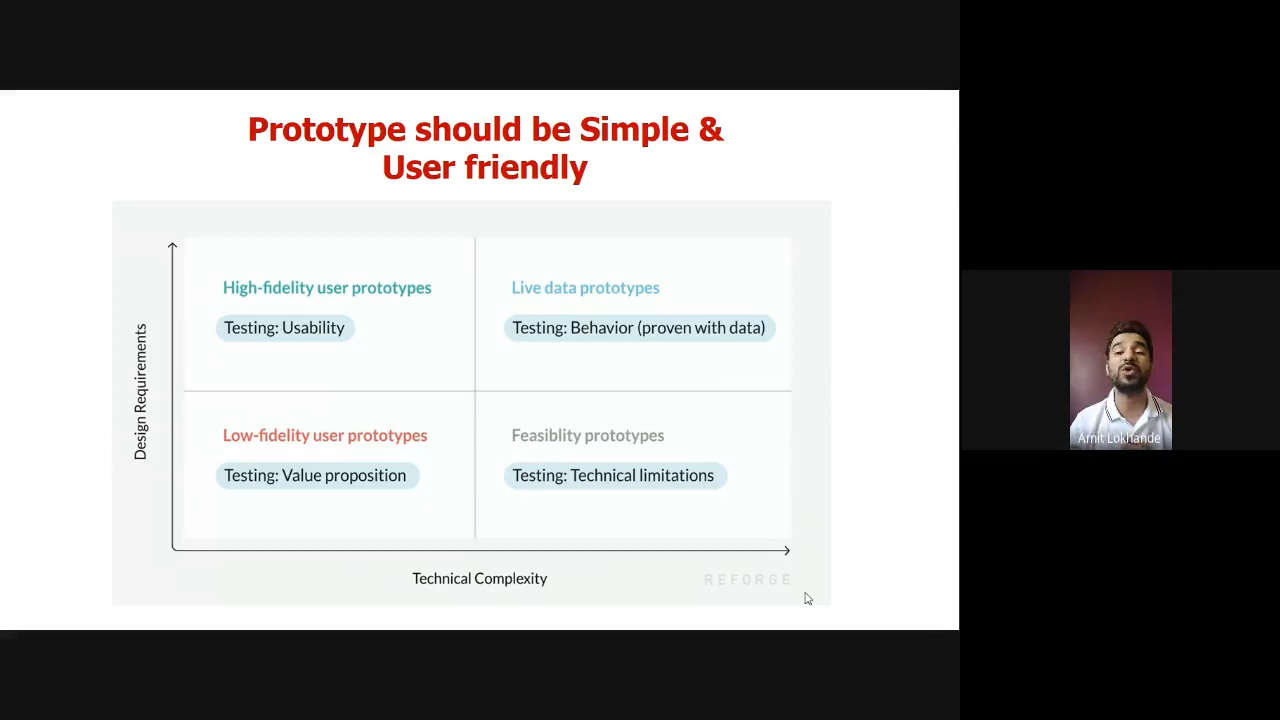 Prototype should be Simple &
User friendly
High-fidelity user prototypes
Testing: Usability
Live data prototypes
Testing: Behavior (proven with data)
Design Requirements
Low-fidelity user prototypes
Testing: Value proposition
Feasiblity prototypes
Testing: Technical limitations
Technical Complexity
REFORGE
Amit Lokhande